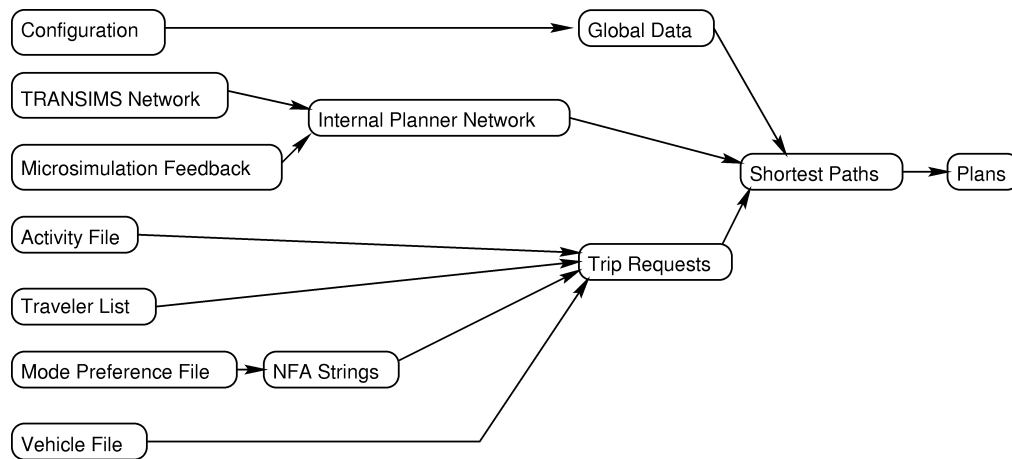 Configuration
Global Data
TRANSIMS Network
Internal Planner Network
Microsimulation Feedback
Shortest Paths
Plans
Activity File
Trip Requests
Traveler List
Mode Preference File
NFA Strings
Vehicle File